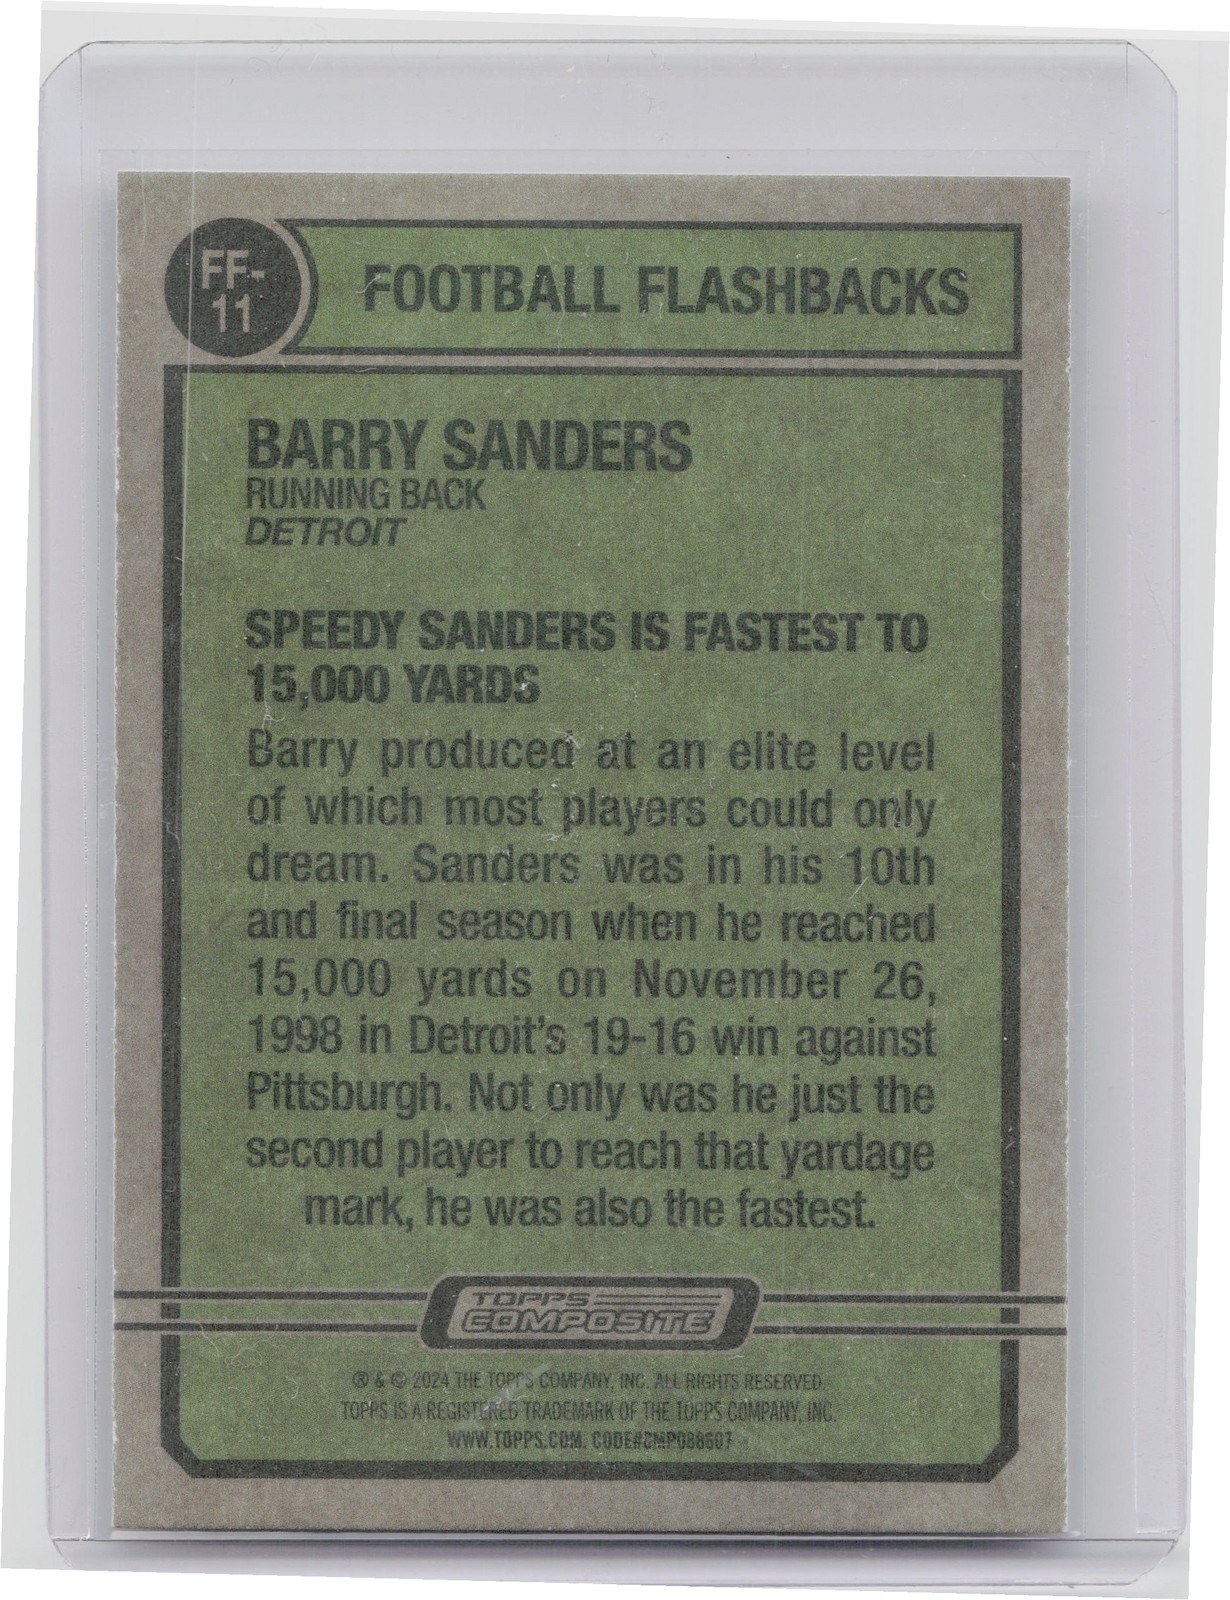 FF-
11
FOOTBALL FLASHBACKS
BARRY SANDERS
RUNNING BACK
DETROIT
SPEEDY SANDERS IS FASTEST TO
15,000 YARDS
Barry produced at an elite level
of which most players could only
dream. Sanders was in his 10th
and final season when he reached
15,000 yards on November 26,
1998 in Detroit's 19-16 win against
Pittsburgh. Not only was he just the
second player to reach that yardage
mark, he was also the fastest.
TOPPS
COMPOSITE
® & © 2024 THE TOPPS COMPANY, INC. ALL RIGHTS RESERVED.
TOPPS IS A REGISTERED TRADEMARK OF THE TOPPS COMPANY, INC.
WWW.TOPPS.COM. CODE#CMP088607